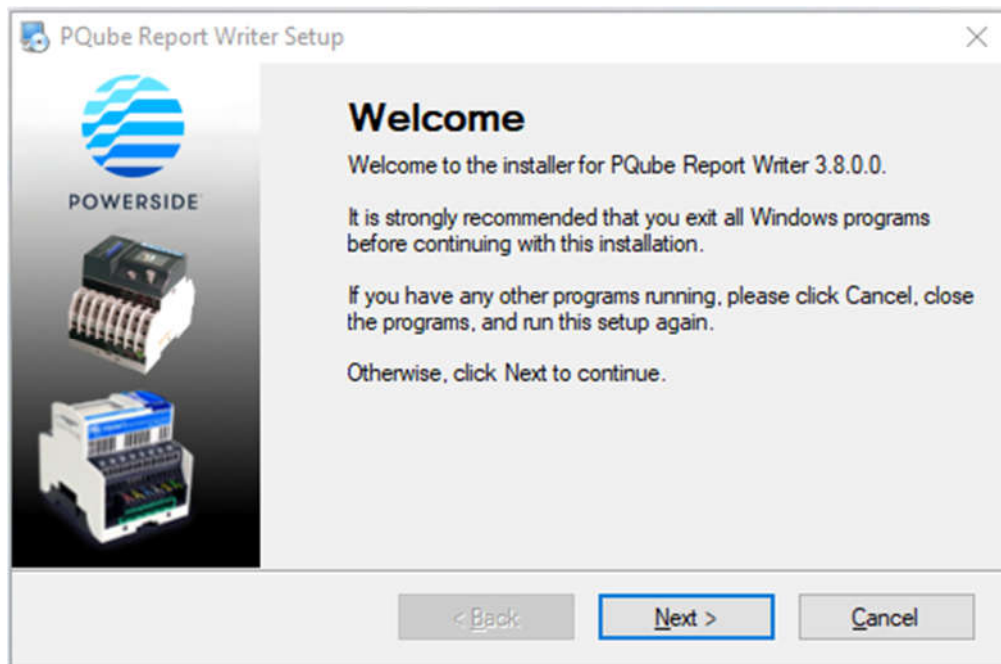 PQube Report Writer Setup
POWERSIDE
Welcome
Welcome to the installer for PQube Report Writer 3.8.0.0.
It is strongly recommended that you exit all Windows programs
before continuing with this installation.
If you have any other programs running, please click Cancel, close
the programs, and run this setup again.
Otherwise, click Next to continue.
< Back
Next >
Cancel